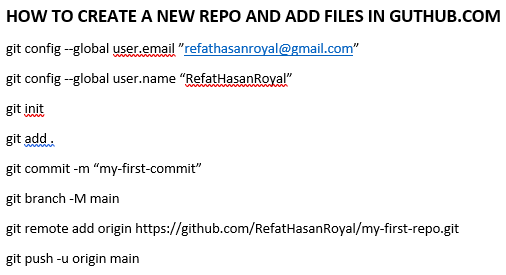 HOW TO CREATE A NEW REPO AND ADD FILES IN GUTHUB.COM
git config --global user.email ”refathasanroyal@gmail.com”
git config --global user.name “RefatHasanRoyal”
git init
git add .
git commit -m “my-first-commit”
git branch -M main
git remote add origin https://github.com/RefatHasanRoyal/my-first-repo.git
git push -u origin main